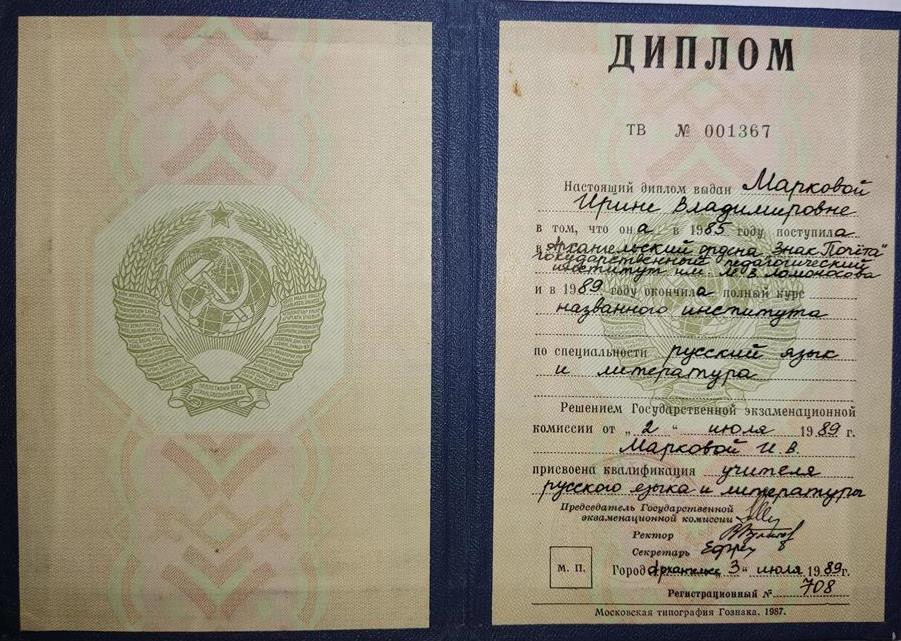 ДИПЛОМ
ТВ № 001367
Настоящий диплом выдан Марковой
Ирине Владимировне
в том, что она в 1985 году поступила
в Архангельский ордена „Знак Почёта"
государственный педагогический
институт им М В Ломоносова
и в 1989 году окончила полный курс
названного института
по специальности русский язык
и литература
Решением Государственной экзаменационной
комиссии от „2" июля 1989 г.
Марковой И. В.
присвоена квалификация учителя
русского языка и литературы
Председатель Государственной
экзаменационной комиссии
Ректор
Секретарь
М. П.
Город Архангельск 3" июля 1989г.
Регистрационный № 708
Московская типография Гознака. 1987.